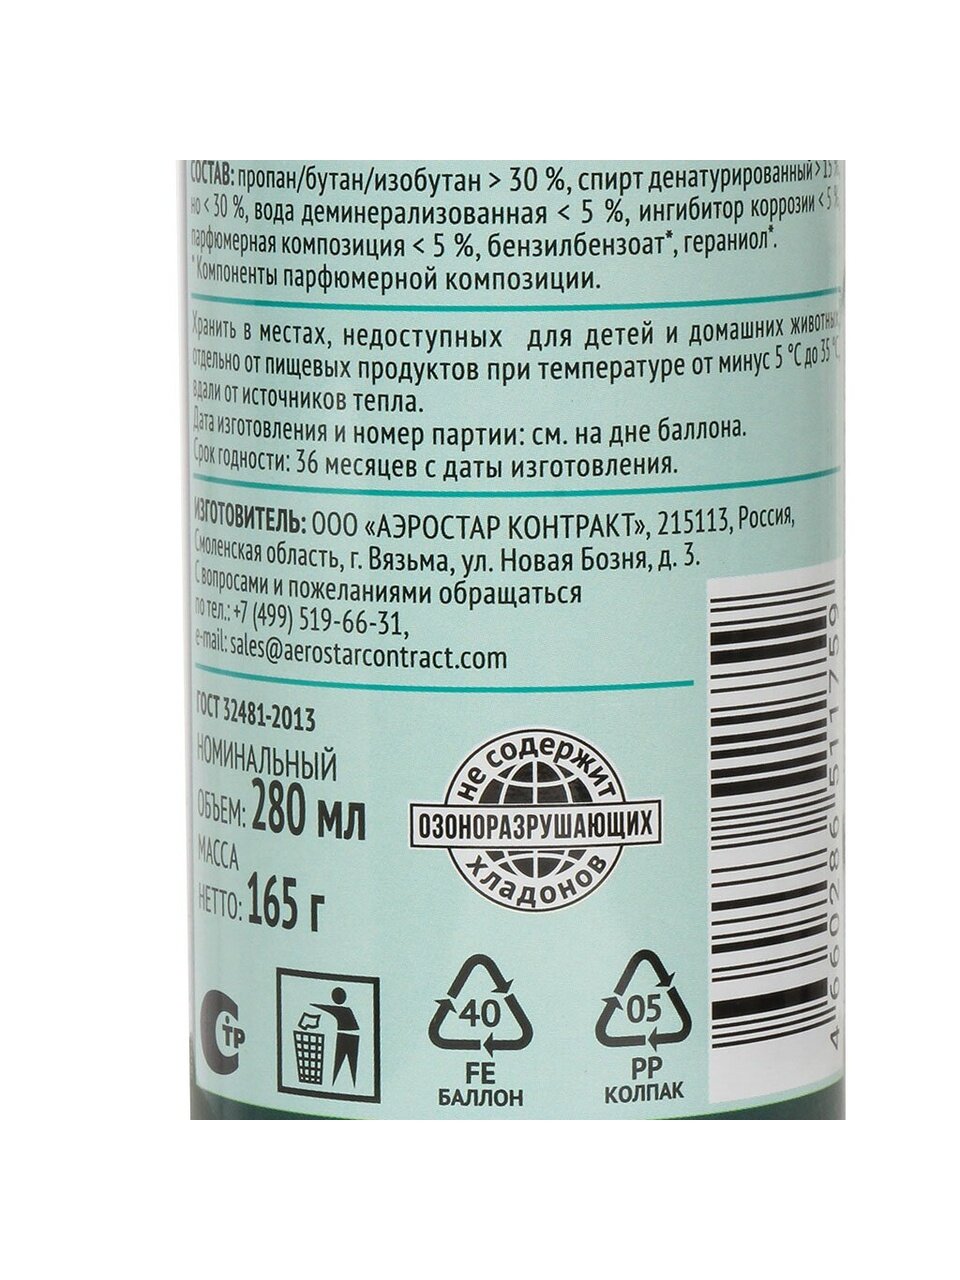 СОСТАВ: пропан/бутан/изобутан > 30 %, спирт денатурированный > 15 %,
но < 30 %, вода деминерализованная < 5 %, ингибитор коррозии < 5 %,
парфюмерная композиция < 5 %, бензилбензоат*, гераниол*.
* Компоненты парфюмерной композиции.
Хранить в местах, недоступных для детей и домашних животных,
отдельно от пищевых продуктов при температуре от минус 5 °C до 35 °C,
вдали от источников тепла.
Дата изготовления и номер партии: см. на дне баллона.
Срок годности: 36 месяцев с даты изготовления.
ИЗГОТОВИТЕЛЬ: ООО «АЭРОСТАР КОНТРАКТ», 215113, Россия,
Смоленская область, г. Вязьма, ул. Новая Бозня, д. 3.
С вопросами и пожеланиями обращаться
по тел.: +7 (499) 519-66-31,
e-mail: sales@aerostarcontract.com
ГОСТ 32481-2013
НОМИНАЛЬНЫЙ
ОБЪЕМ: 280 мл
МАССА
НЕТТО: 165 г
НЕ СОДЕРЖИТ
ОЗОНОРАЗРУШАЮЩИХ
ХЛАДОНОВ
СТР
40
FE
БАЛЛОН
05
PP
КОЛПАК
4660286511759